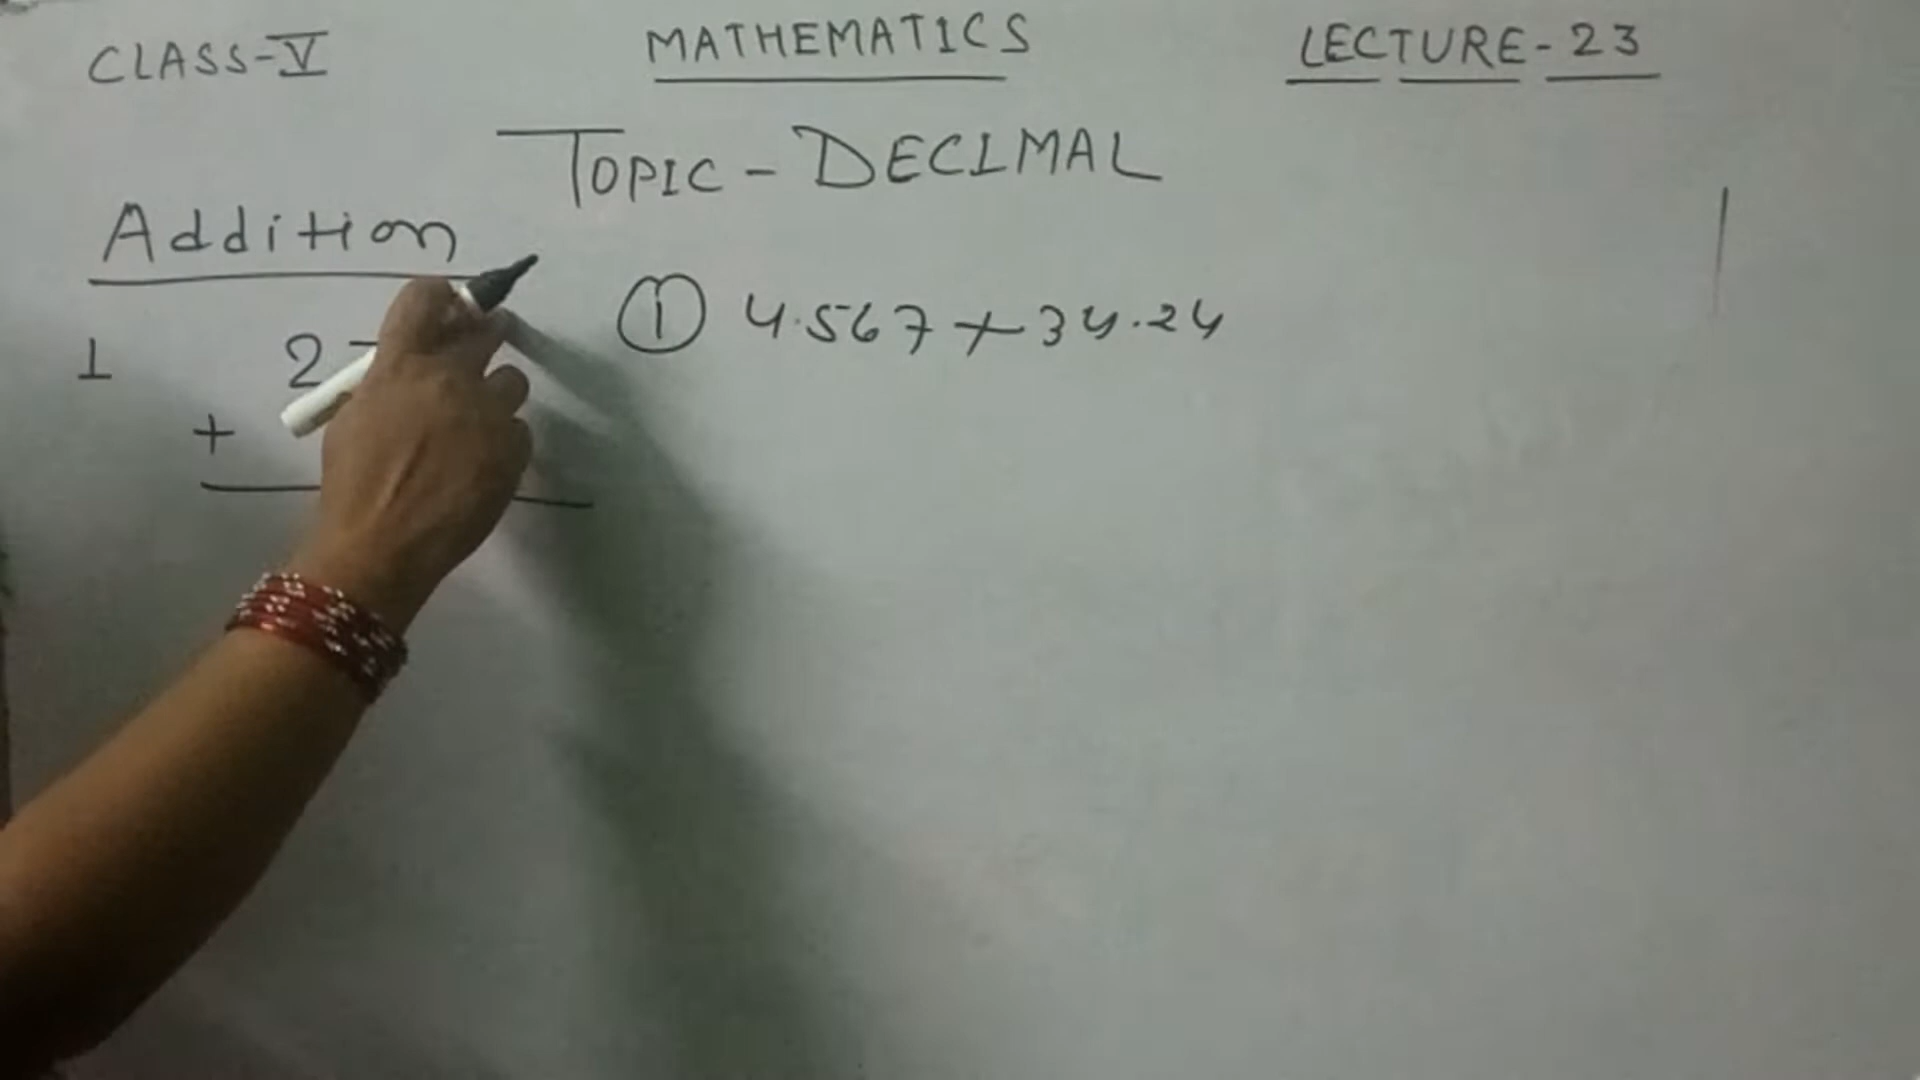 CLASS-V MATHEMATICS LECTURE-23
TOPIC - DECIMAL
Addition
① 4.567 + 34.24
1 2
+